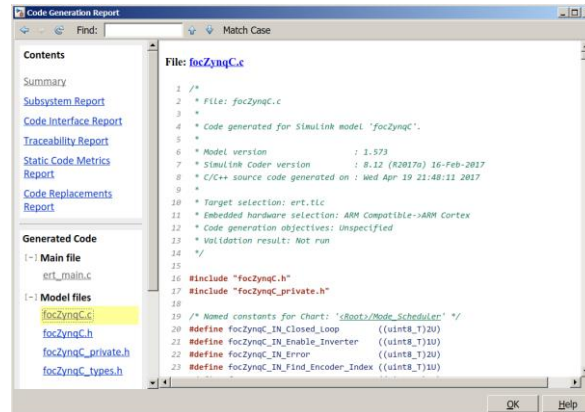 Code Generation Report
Find:
Match Case
Contents
Summary
Subsystem Report
Code Interface Report
Traceability Report
Static Code Metrics
Report
Code Replacements
Report
Generated Code
[-] Main file
ert_main.c
[-] Model files
focZynqC.c
focZynqC.h
focZynqC_private.h
focZynqC_types.h
File: focZynqC.c
1 /*
2 * File: focZynqC.c
3 *
4 * Code generated for Simulink model 'focZynqC'.
5 *
6 * Model version : 1.573
7 * Simulink Coder version : 8.12 (R2017a) 16-Feb-2017
8 * C/C++ source code generated on : Wed Apr 19 21:48:11 2017
9 *
10 * Target selection: ert.tlc
11 * Embedded hardware selection: ARM Compatible->ARM Cortex
12 * Code generation objectives: Unspecified
13 * Validation result: Not run
14 */
15
16 #include "focZynqC.h"
17 #include "focZynqC_private.h"
18
19 /* Named constants for Chart: '<Root>/Mode_Scheduler' */
20 #define focZynqC_IN_Closed_Loop ((uint8_T)2U)
21 #define focZynqC_IN_Enable_Inverter ((uint8_T)1U)
22 #define focZynqC_IN_Error ((uint8_T)2U)
23 #define focZynqC_IN_Find_Encoder_Index ((uint8_T)1U)
OK
Help